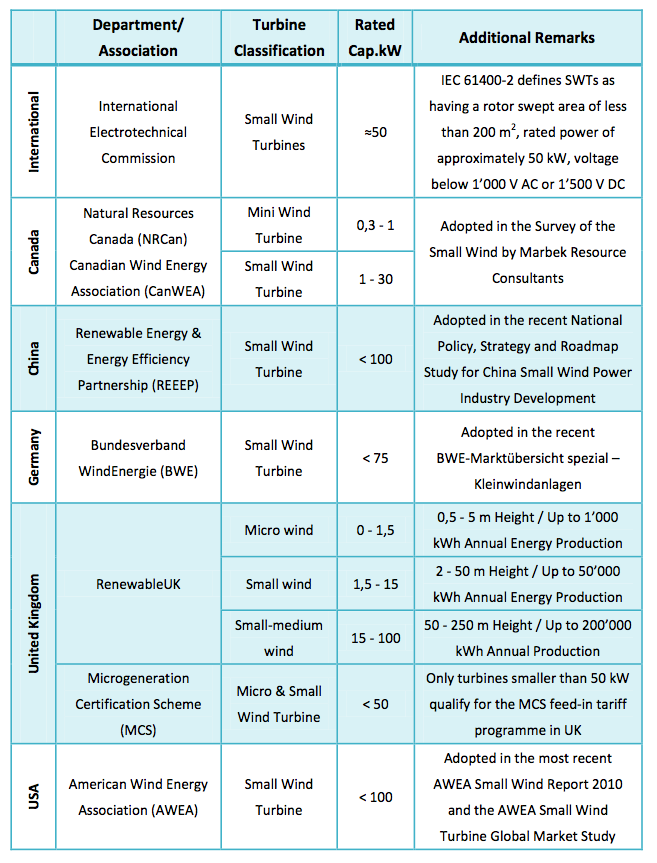 Department/
Association
Turbine
Classification
Rated
Cap.kW
Additional Remarks
International
International
Electrotechnical
Commission
Small Wind
Turbines
≈50
IEC 61400-2 defines SWTs as
having a rotor swept area of less
than 200 m², rated power of
approximately 50 kW, voltage
below 1'000 V AC or 1'500 V DC
Canada
Natural Resources
Canada (NRCan)
Canadian Wind Energy
Association (CanWEA)
Mini Wind
Turbine
0,3 - 1
Small Wind
Turbine
1 - 30
Adopted in the Survey of the
Small Wind by Marbek Resource
Consultants
China
Renewable Energy &
Energy Efficiency
Partnership (REEEP)
Small Wind
Turbine
< 100
Adopted in the recent National
Policy, Strategy and Roadmap
Study for China Small Wind Power
Industry Development
Germany
Bundesverband
WindEnergie (BWE)
Small Wind
Turbine
< 75
Adopted in the recent
BWE-Marktübersicht spezial –
Kleinwindanlagen
United Kingdom
RenewableUK
Micro wind
0 - 1,5
0,5 - 5 m Height / Up to 1'000
kWh Annual Energy Production
Small wind
1,5 - 15
2 - 50 m Height / Up to 50'000
kWh Annual Energy Production
Small-medium
wind
15 - 100
50 - 250 m Height / Up to 200'000
kWh Annual Production
Microgeneration
Certification Scheme
(MCS)
Micro & Small
Wind Turbine
< 50
Only turbines smaller than 50 kW
qualify for the MCS feed-in tariff
programme in UK
USA
American Wind Energy
Association (AWEA)
Small Wind
Turbine
< 100
Adopted in the most recent
AWEA Small Wind Report 2010
and the AWEA Small Wind
Turbine Global Market Study